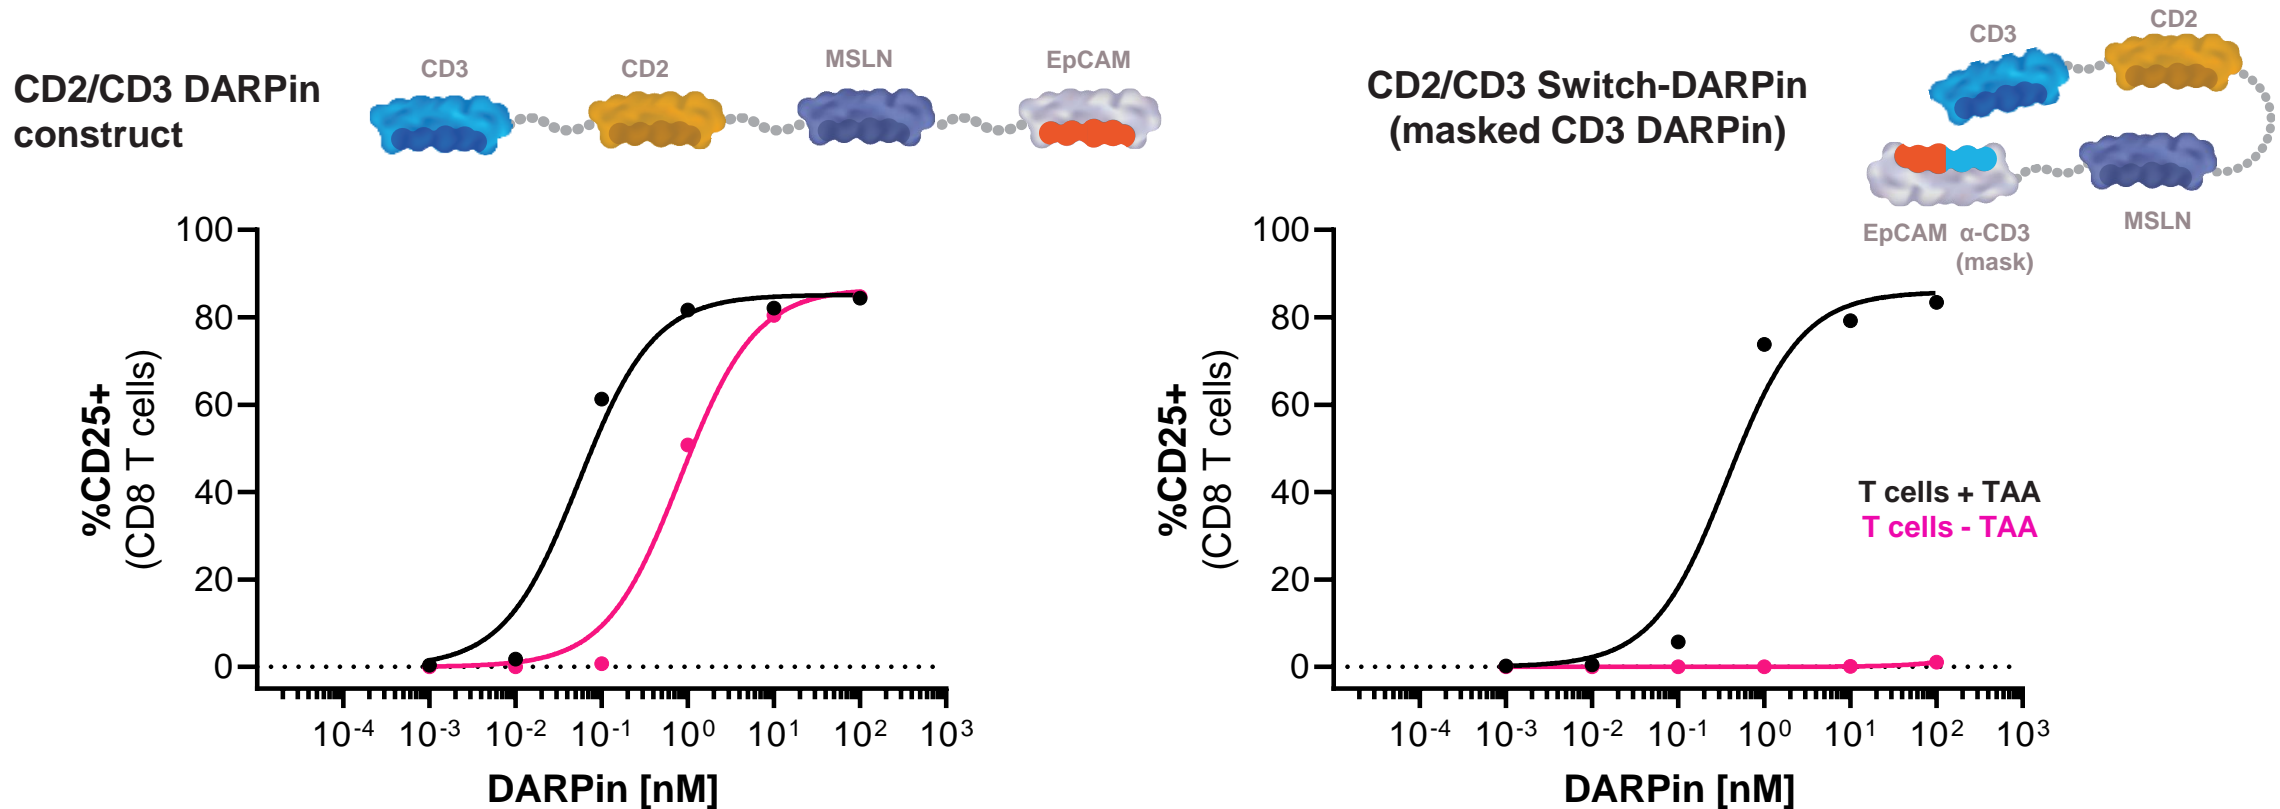 CD2/CD3 DARPin
construct
CD3
CD2
MSLN
EpCAM
100
80
60
40
20
0
%CD25+
(CD8 T cells)
10-4
10-3
10-2
10-1
100
101
102
103
DARPin [nM]
CD2/CD3 Switch-DARPin
(masked CD3 DARPin)
CD3
CD2
EpCAM
α-CD3
(mask)
MSLN
100
80
60
40
20
0
%CD25+
(CD8 T cells)
T cells + TAA
T cells - TAA
10-4
10-3
10-2
10-1
100
101
102
103
DARPin [nM]